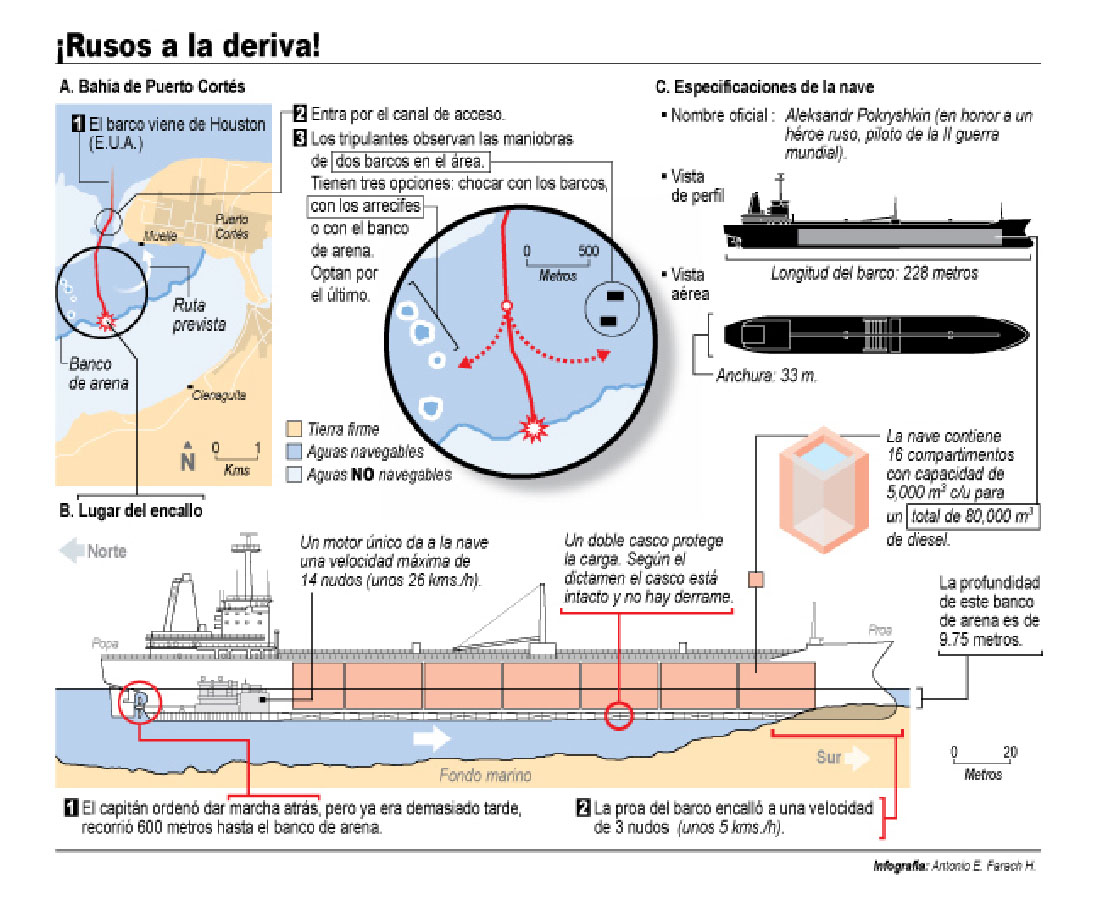 ¡Rusos a la deriva!
A. Bahía de Puerto Cortés
1 El barco viene de Houston
(E.U.A.)
Puerto
Cortés
Muelle
Ruta
prevista
Banco
de arena
Cienaguita
N
0 1
Kms
2 Entra por el canal de acceso.
3 Los tripulantes observan las maniobras
de dos barcos en el área.
Tienen tres opciones: chocar con los barcos,
con los arrecifes
o con el banco
de arena.
Optan por
el último.
0 500
Metros
Tierra firme
Aguas navegables
Aguas NO navegables
C. Especificaciones de la nave
▪ Nombre oficial : Aleksandr Pokryshkin (en honor a un
héroe ruso, piloto de la II guerra
mundial).
▪ Vista
de perfil
Longitud del barco: 228 metros
▪ Vista
aérea
Anchura: 33 m.
La nave contiene
16 compartimentos
con capacidad de
5,000 m³ c/u para
un total de 80,000 m³
de diesel.
B. Lugar del encallo
Norte
Un motor único da a la nave
una velocidad máxima de
14 nudos (unos 26 kms./h).
Un doble casco protege
la carga. Según el
dictamen el casco está
intacto y no hay derrame.
La profundidad
de este banco
de arena es de
9.75 metros.
Popa
Proa
Fondo marino
Sur
0 20
Metros
1 El capitán ordenó dar marcha atrás, pero ya era demasiado tarde,
recorrió 600 metros hasta el banco de arena.
2 La proa del barco encalló a una velocidad
de 3 nudos (unos 5 kms./h).
Infografía: Antonio E. Farach H.